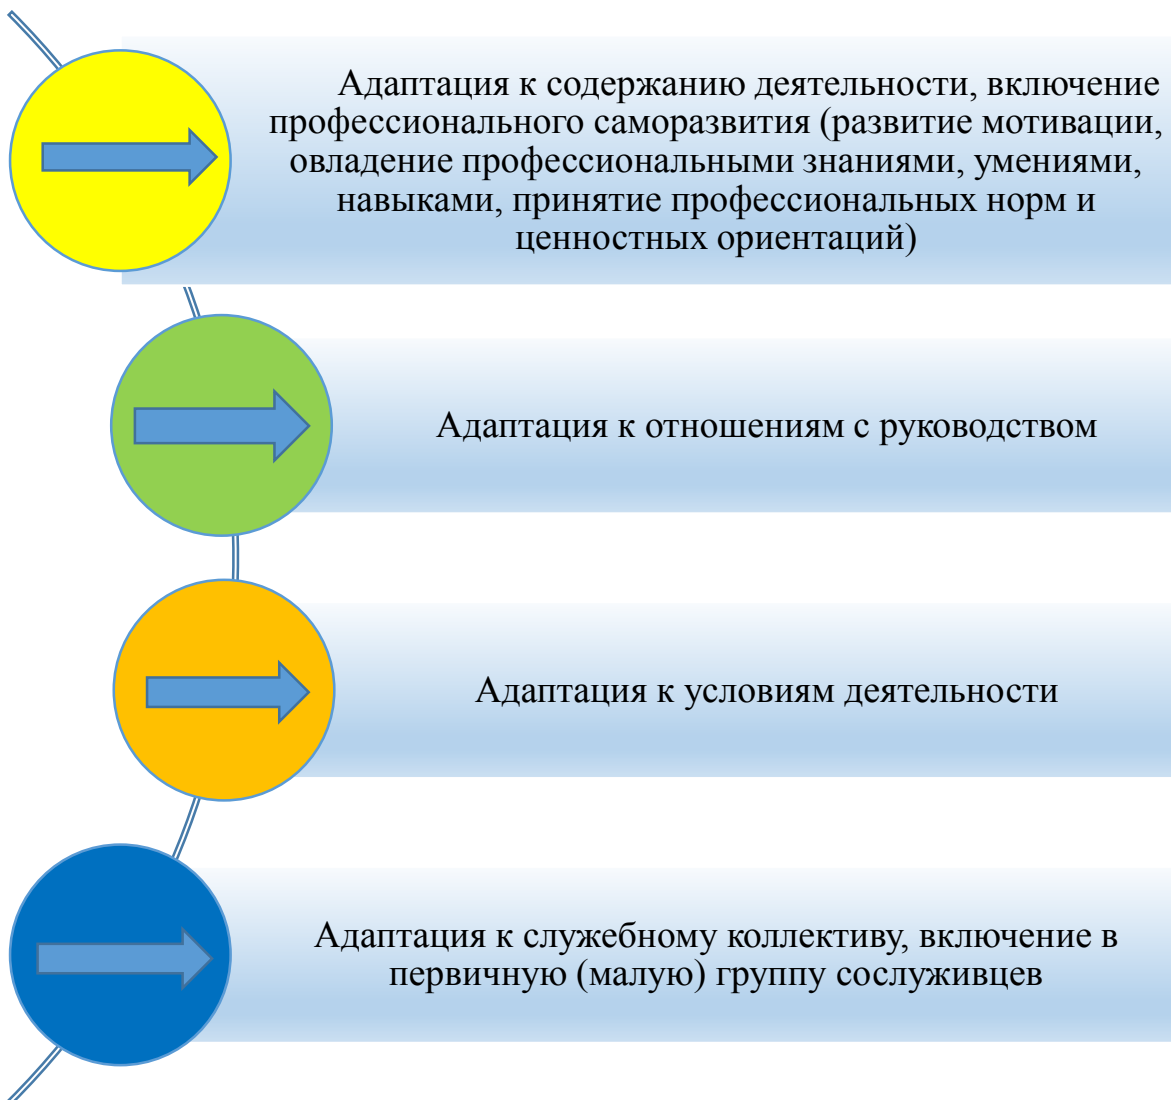 Адаптация к содержанию деятельности, включение
профессионального саморазвития (развитие мотивации,
овладение профессиональными знаниями, умениями,
навыками, принятие профессиональных норм и
ценностных ориентаций)
Адаптация к отношениям с руководством
Адаптация к условиям деятельности
Адаптация к служебному коллективу, включение в
первичную (малую) группу сослуживцев